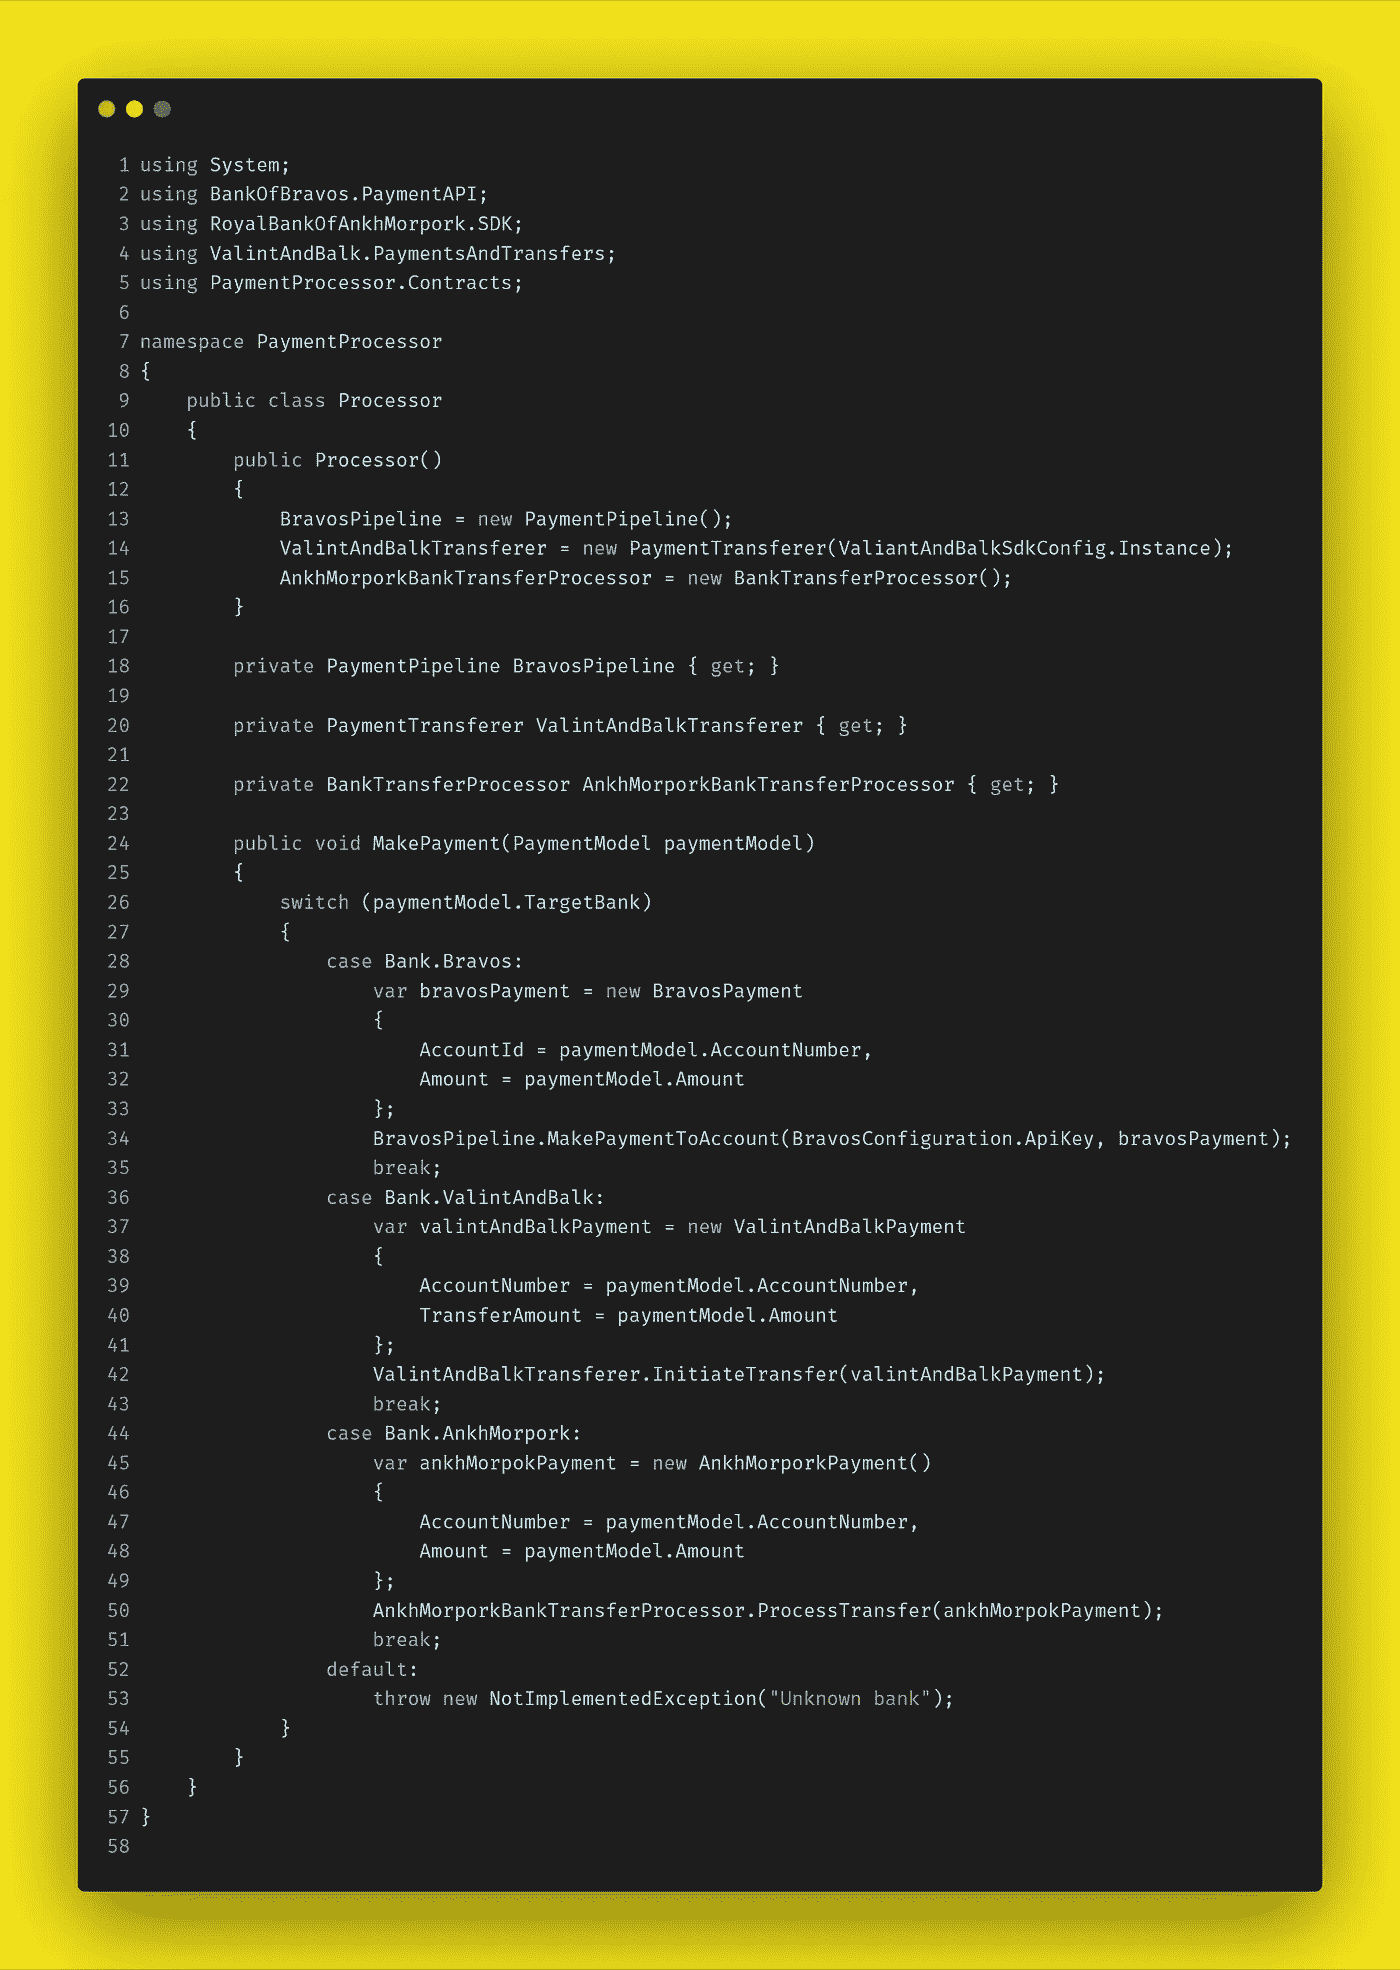 1 using System;
2 using BankOfBravos.PaymentAPI;
3 using RoyalBankOfAnkhMorpork.SDK;
4 using ValintAndBalk.PaymentsAndTransfers;
5 using PaymentProcessor.Contracts;
6
7 namespace PaymentProcessor
8 {
9     public class Processor
10     {
11         public Processor()
12         {
13             BravosPipeline = new PaymentPipeline();
14             ValintAndBalkTransferer = new PaymentTransferer(ValiantAndBalkSdkConfig.Instance);
15             AnkhMorporkBankTransferProcessor = new BankTransferProcessor();
16         }
17
18         private PaymentPipeline BravosPipeline { get; }
19
20         private PaymentTransferer ValintAndBalkTransferer { get; }
21
22         private BankTransferProcessor AnkhMorporkBankTransferProcessor { get; }
23
24         public void MakePayment(PaymentModel paymentModel)
25         {
26             switch (paymentModel.TargetBank)
27             {
28                 case Bank.Bravos:
29                     var bravosPayment = new BravosPayment
30                     {
31                         AccountId = paymentModel.AccountNumber,
32                         Amount = paymentModel.Amount
33                     };
34                     BravosPipeline.MakePaymentToAccount(BravosConfiguration.ApiKey, bravosPayment);
35                     break;
36                 case Bank.ValintAndBalk:
37                     var valintAndBalkPayment = new ValintAndBalkPayment
38                     {
39                         AccountNumber = paymentModel.AccountNumber,
40                         TransferAmount = paymentModel.Amount
41                     };
42                     ValintAndBalkTransferer.InitiateTransfer(valintAndBalkPayment);
43                     break;
44                 case Bank.AnkhMorpork:
45                     var ankhMorpokPayment = new AnkhMorporkPayment()
46                     {
47                         AccountNumber = paymentModel.AccountNumber,
48                         Amount = paymentModel.Amount
49                     };
50                     AnkhMorporkBankTransferProcessor.ProcessTransfer(ankhMorpokPayment);
51                     break;
52                 default:
53                     throw new NotImplementedException("Unknown bank");
54             }
55         }
56     }
57 }
58